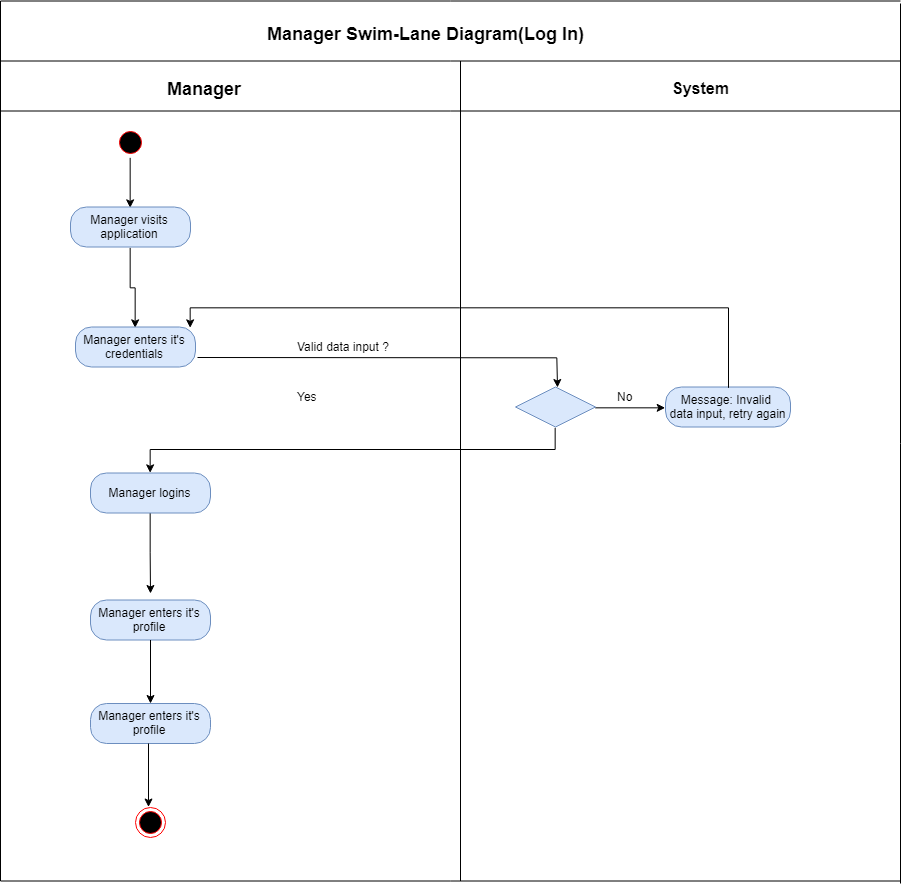 Manager Swim-Lane Diagram(Log In)
Manager
System
Manager visits
application
Manager enters it's
credentials
Valid data input ?
Yes
No
Message: Invalid
data input, retry again
Manager logins
Manager enters it's
profile
Manager enters it's
profile